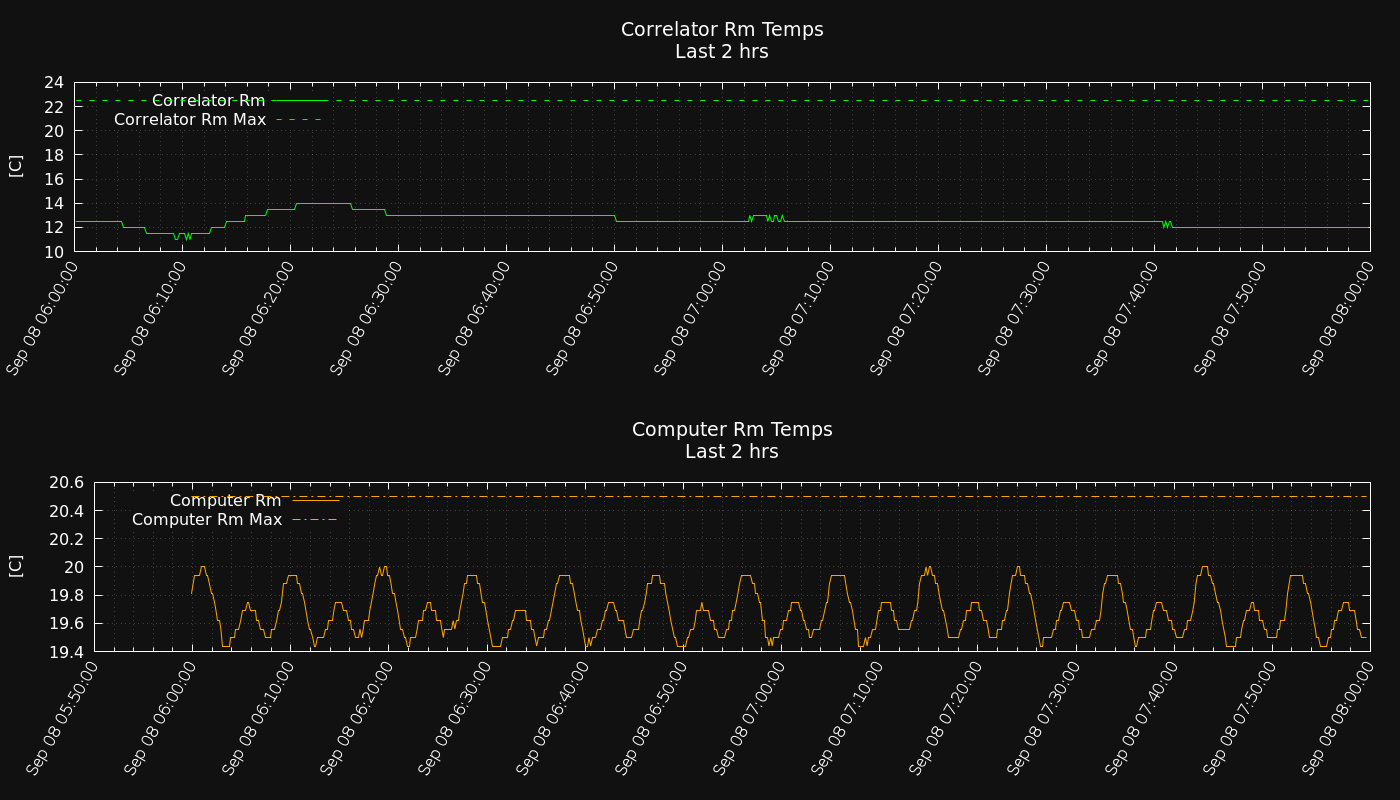 Correlator Rm Temps
Last 2 hrs
24
22
20
18
16
14
12
10
[C]
Correlator Rm
Correlator Rm Max
Sep 08 06:00:00
Sep 08 06:10:00
Sep 08 06:20:00
Sep 08 06:30:00
Sep 08 06:40:00
Sep 08 06:50:00
Sep 08 07:00:00
Sep 08 07:10:00
Sep 08 07:20:00
Sep 08 07:30:00
Sep 08 07:40:00
Sep 08 07:50:00
Sep 08 08:00:00
Computer Rm Temps
Last 2 hrs
20.6
20.4
20.2
20
19.8
19.6
19.4
[C]
Computer Rm
Computer Rm Max
Sep 08 05:50:00
Sep 08 06:00:00
Sep 08 06:10:00
Sep 08 06:20:00
Sep 08 06:30:00
Sep 08 06:40:00
Sep 08 06:50:00
Sep 08 07:00:00
Sep 08 07:10:00
Sep 08 07:20:00
Sep 08 07:30:00
Sep 08 07:40:00
Sep 08 07:50:00
Sep 08 08:00:00